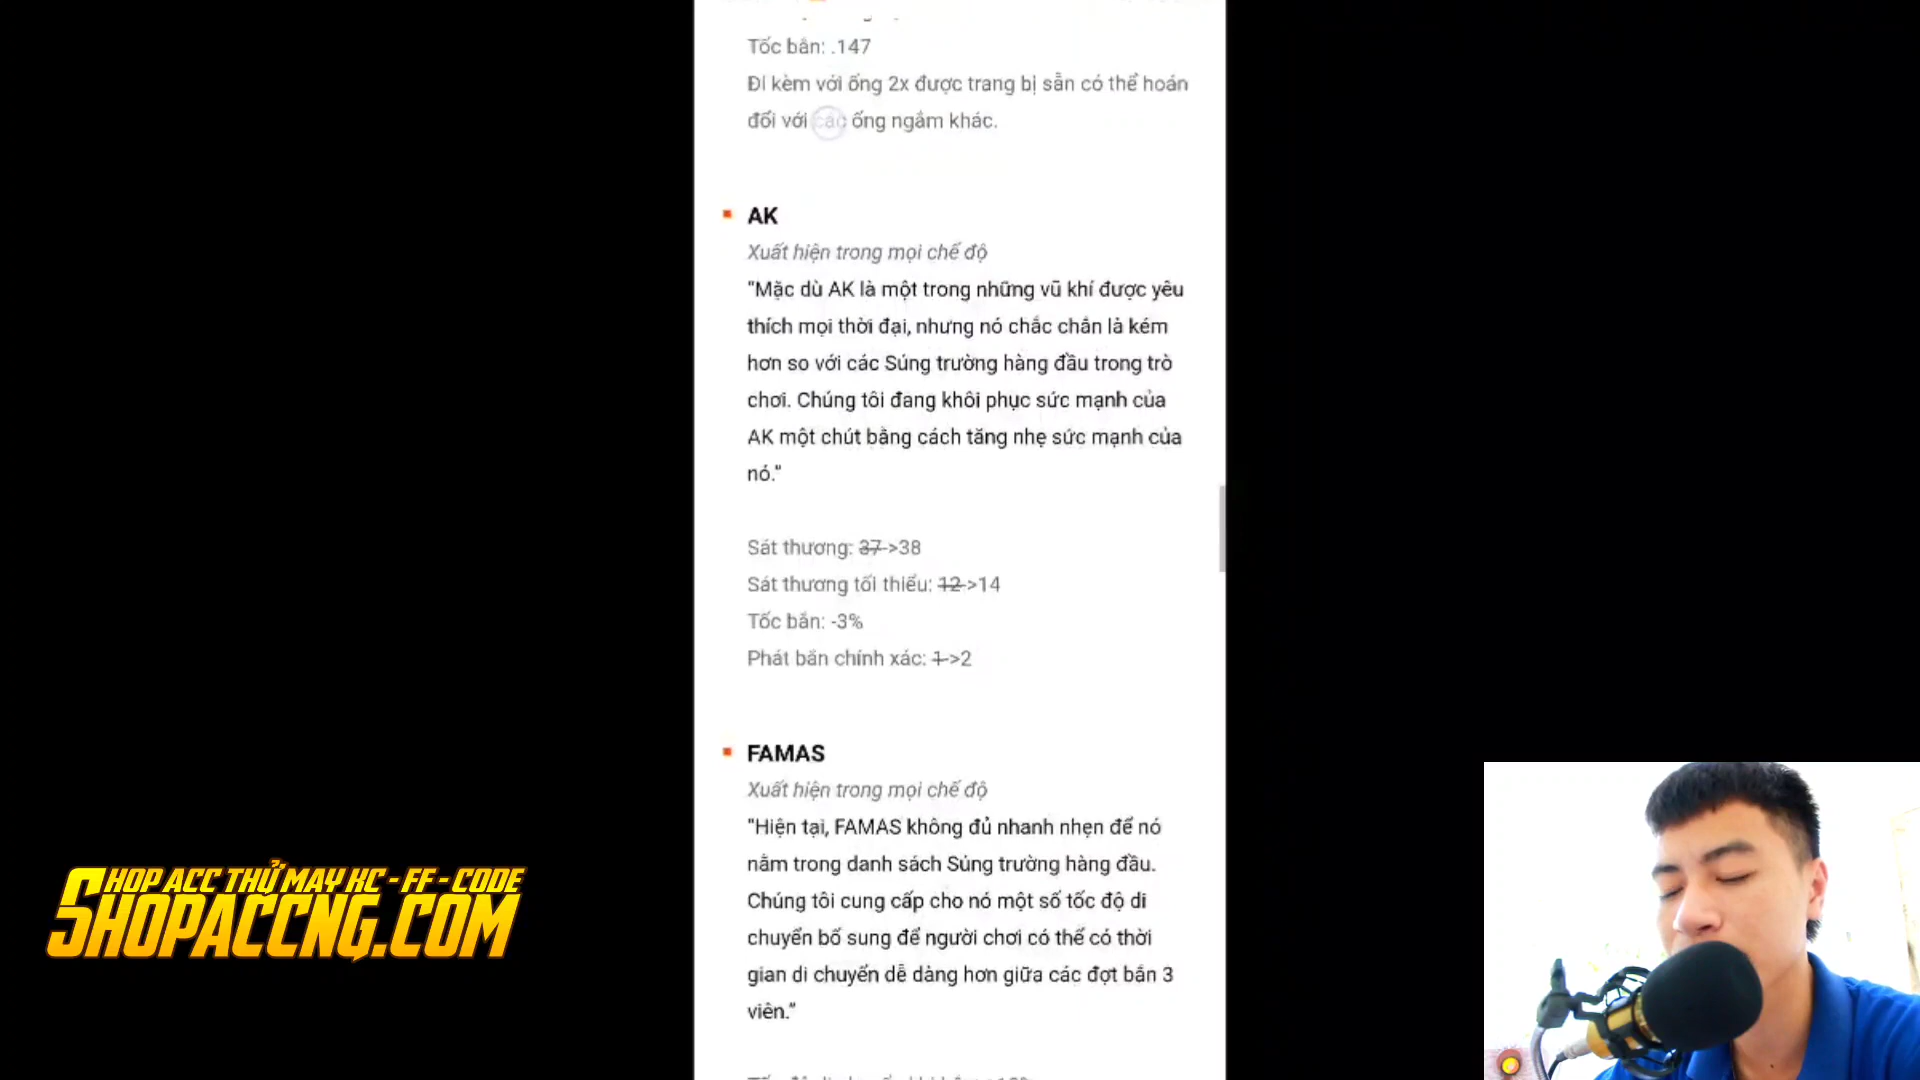 Tốc bắn: .147
Đi kèm với ống 2x được trang bị sẵn có thể hoán
đổi với các ống ngắm khác.
AK
Xuất hiện trong mọi chế độ
"Mặc dù AK là một trong những vũ khí được yêu
thích mọi thời đại, nhưng nó chắc chắn là kém
hơn so với các Súng trường hàng đầu trong trò
chơi. Chúng tôi đang khôi phục sức mạnh của
AK một chút bằng cách tăng nhẹ sức mạnh của
nó."
Sát thương: 37->38
Sát thương tối thiểu: 12->14
Tốc bắn: -3%
Phát bắn chính xác: 1->2
FAMAS
Xuất hiện trong mọi chế độ
"Hiện tại, FAMAS không đủ nhanh nhẹn để nó
nằm trong danh sách Súng trường hàng đầu.
Chúng tôi cung cấp cho nó một số tốc độ di
chuyển bổ sung để người chơi có thể có thời
gian di chuyển dễ dàng hơn giữa các đợt bắn 3
viên."
SHOP ACC THỬ MAY KC - FF - CODE
SHOPACCNG.COM